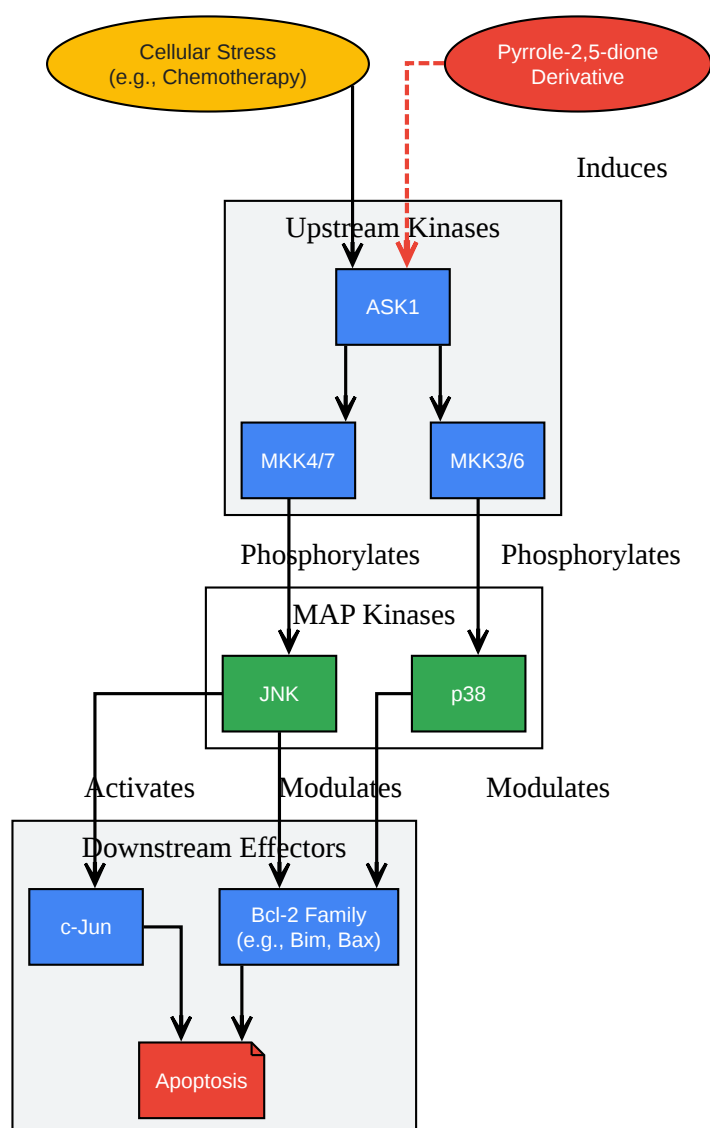 Cellular Stress
(e.g., Chemotherapy)
Pyrrole-2,5-dione
Derivative
Induces
Upstream Kinases
ASK1
MKK4/7
MKK3/6
Phosphorylates
Phosphorylates
MAP Kinases
JNK
p38
Activates
Modulates
Modulates
Downstream Effectors
c-Jun
Bcl-2 Family
(e.g., Bim, Bax)
Apoptosis